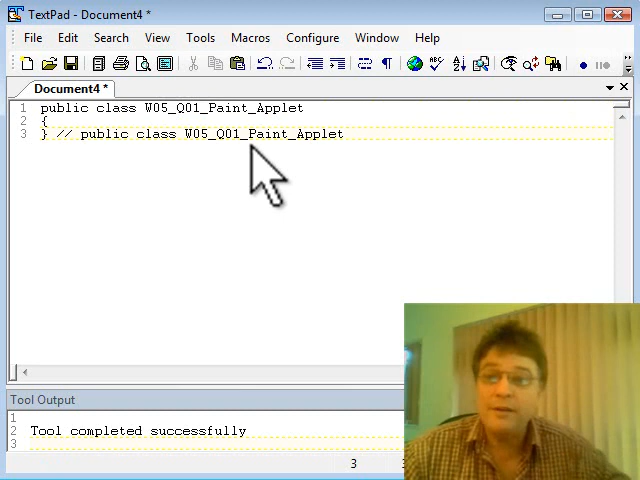 TextPad - Document4 *
File Edit Search View Tools Macros Configure Window Help
Document4 *
1 public class W05_Q01_Paint_Applet
2 {
3 } // public class W05_Q01_Paint_Applet
Tool Output
1
2 Tool completed successfully
3
3